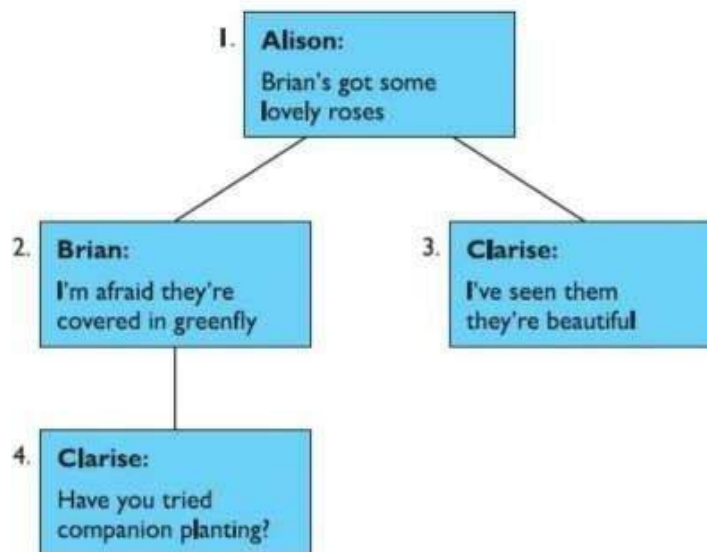 1. Alison:
Brian's got some
lovely roses
2. Brian:
I'm afraid they're
covered in greenfly
3. Clarise:
I've seen them
they're beautiful
4. Clarise:
Have you tried
companion planting?